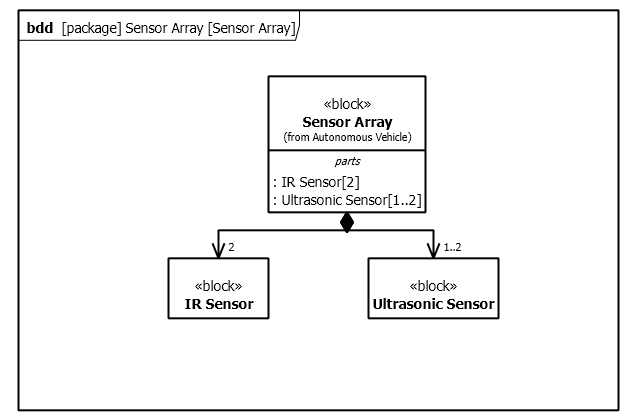 bdd [package] Sensor Array [Sensor Array]
«block»
Sensor Array
(from Autonomous Vehicle)
parts
: IR Sensor[2]
: Ultrasonic Sensor[1..2]
2
1..2
«block»
IR Sensor
«block»
Ultrasonic Sensor